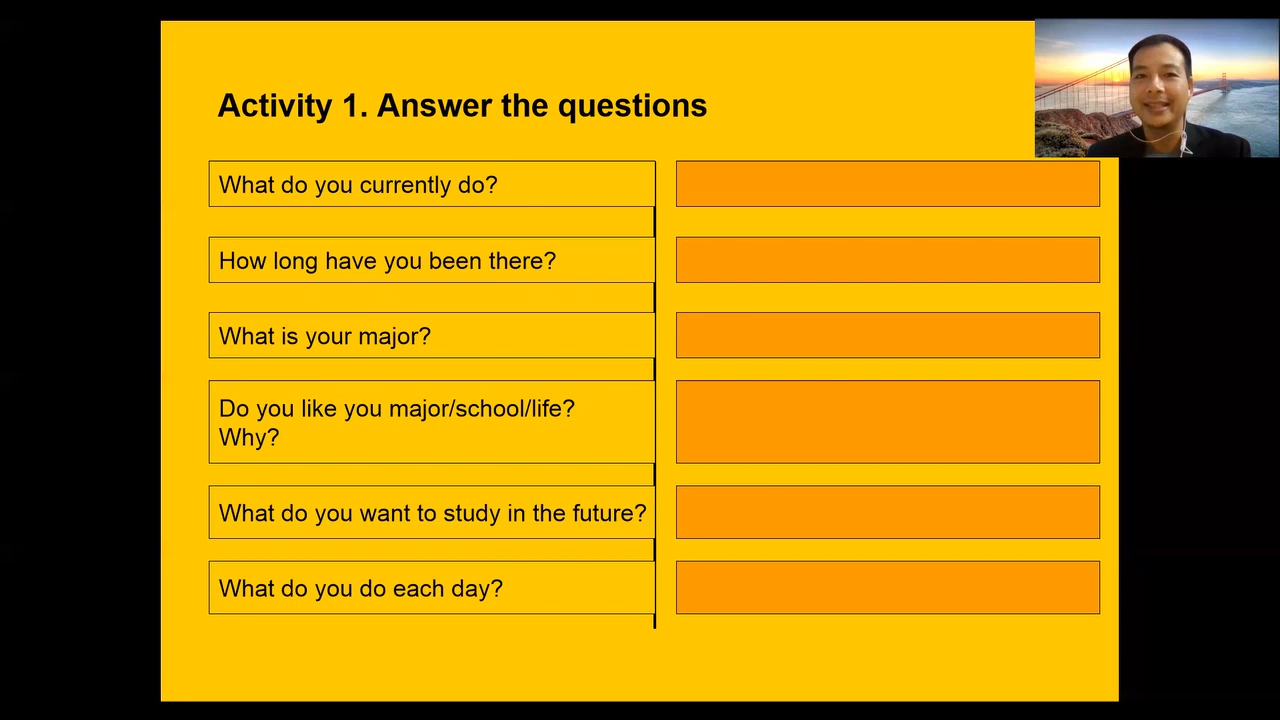 Activity 1. Answer the questions
What do you currently do?
How long have you been there?
What is your major?
Do you like you major/school/life?
Why?
What do you want to study in the future?
What do you do each day?